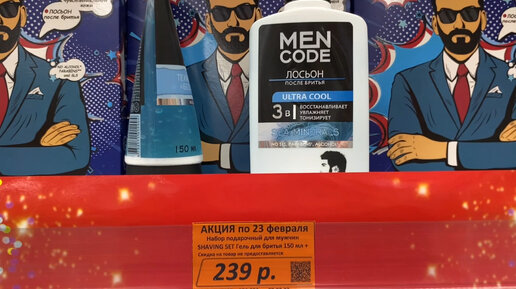 ЛОСЬОН
после бритья
NO ALCOHOL,
PARABENS
MEN
CODE
ЛОСЬОН
ПОСЛЕ БРИТЬЯ
ULTRA COOL
3 в 1
ВОССТАНАВЛИВАЕТ
УВЛАЖНЯЕТ
ТОНИЗИРУЕТ
SEA MINERALS
150 мл
ЛОСЬОН
АКЦИЯ по 23 февраля
Набор подарочный для мужчин
SHAVING SET Гель для бритья 150 мл +
Скидка на товар не предоставляется
239 р.